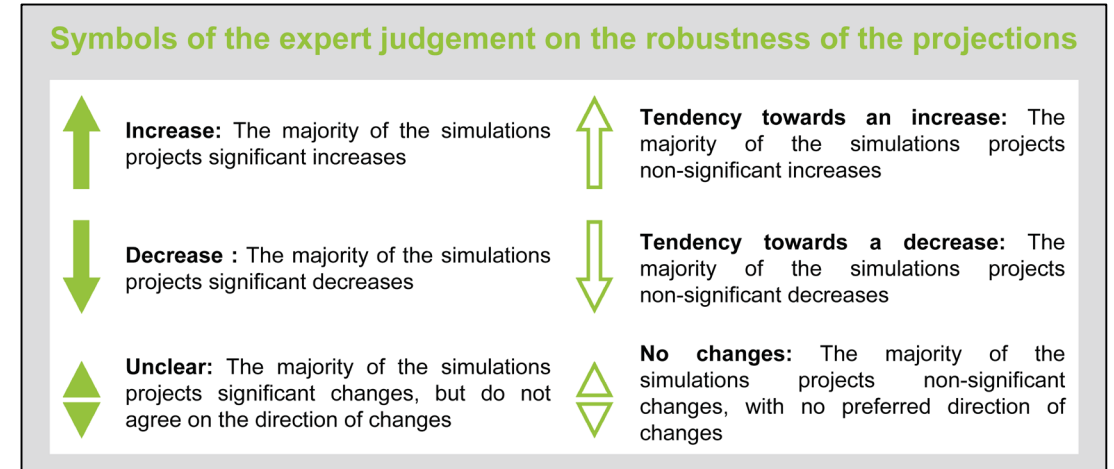 Symbols of the expert judgement on the robustness of the projections
Increase: The majority of the simulations
projects significant increases
Tendency towards an increase: The
majority of the simulations projects
non-significant increases
Decrease : The majority of the simulations
projects significant decreases
Tendency towards a decrease: The
majority of the simulations projects
non-significant decreases
Unclear: The majority of the simulations
projects significant changes, but do not
agree on the direction of changes
No changes: The majority of the
simulations projects non-significant
changes, with no preferred direction of
changes